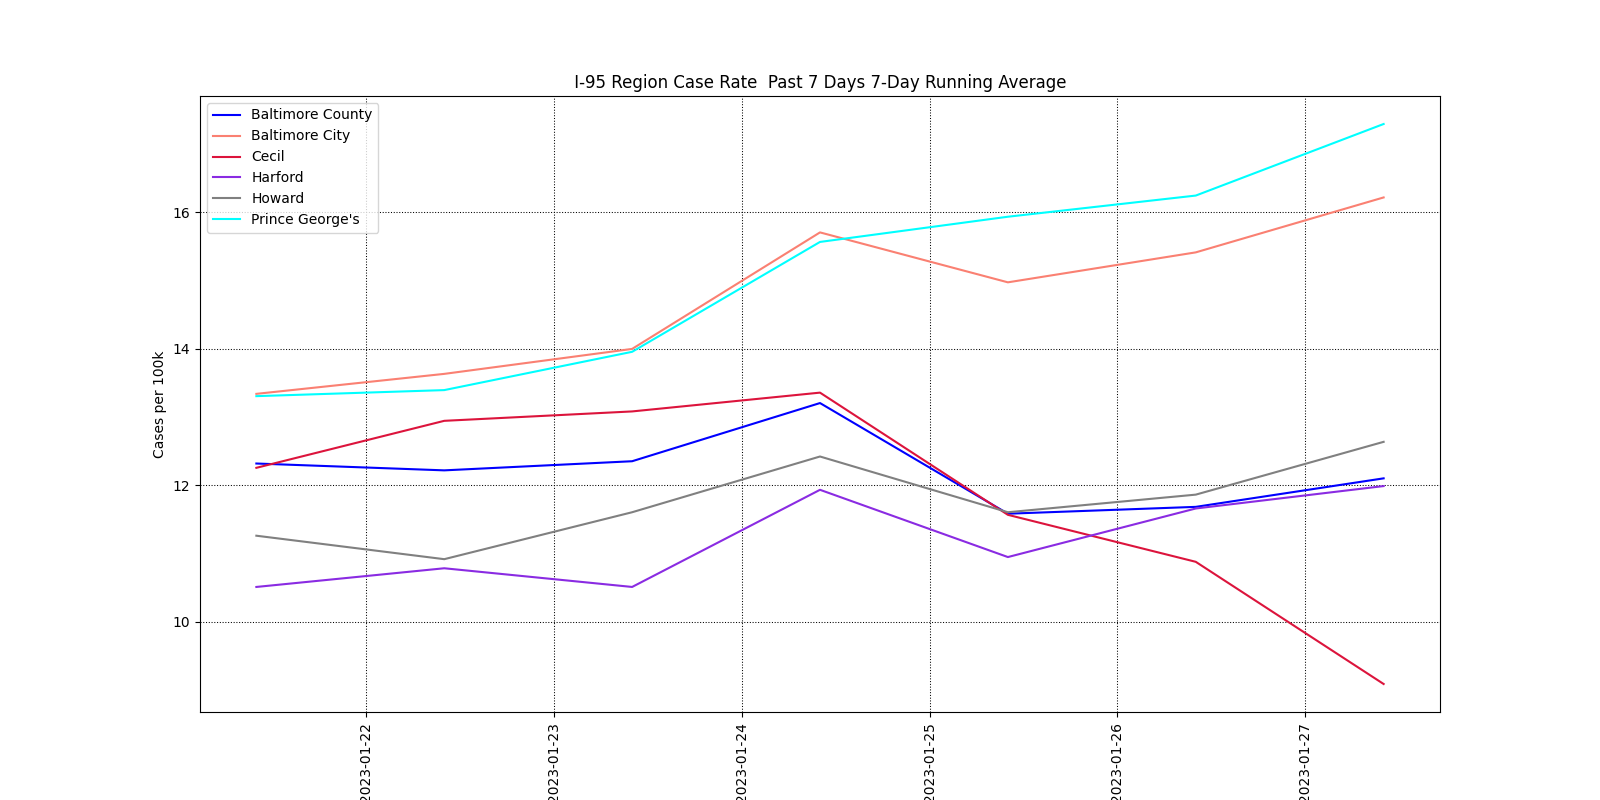 I-95 Region Case Rate  Past 7 Days 7-Day Running Average
Baltimore County
Baltimore City
Cecil
Harford
Howard
Prince George's
Cases per 100k
16
14
12
10
2023-01-22
2023-01-23
2023-01-24
2023-01-25
2023-01-26
2023-01-27